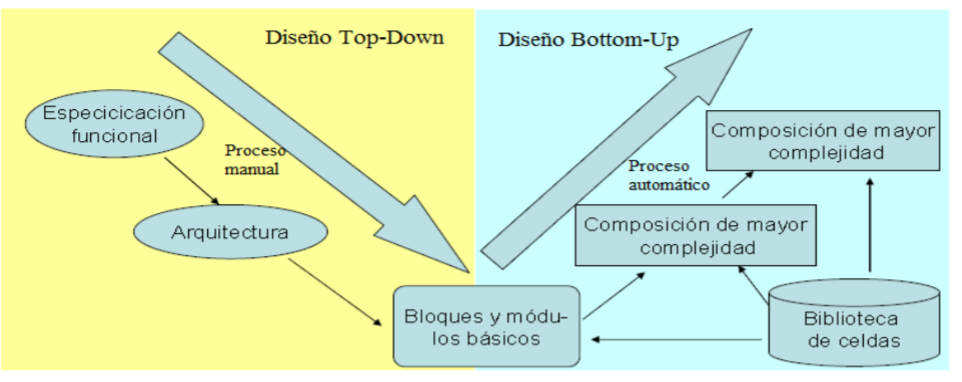 Diseño Top-Down
Diseño Bottom-Up
Especicicación
funcional
Proceso
manual
Arquitectura
Bloques y módu-
los básicos
Composición de mayor
complejidad
Proceso
automático
Composición de mayor
complejidad
Biblioteca
de celdas